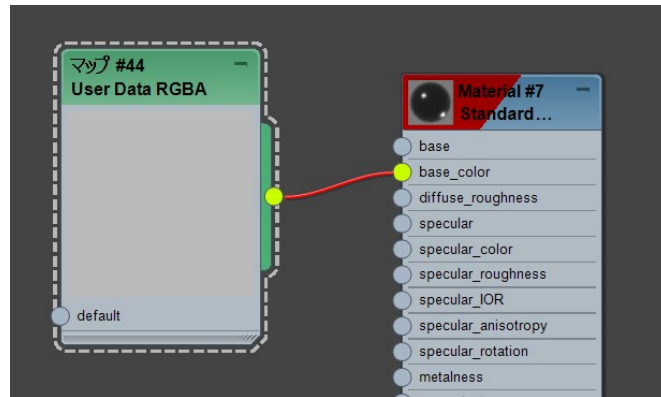 マップ #44
User Data RGBA
default
Material #7
Standard...
base
base_color
diffuse_roughness
specular
specular_color
specular_roughness
specular_IOR
specular_anisotropy
specular_rotation
metalness